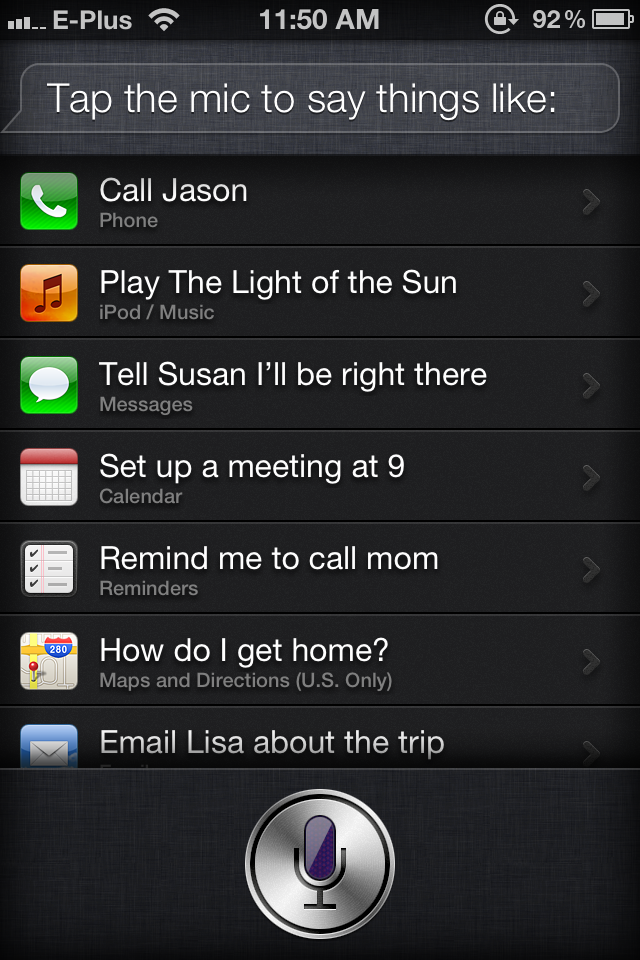 E-Plus 11:50 AM 92%
Tap the mic to say things like:
Call Jason
Phone
Play The Light of the Sun
iPod / Music
Tell Susan I’ll be right there
Messages
Set up a meeting at 9
Calendar
Remind me to call mom
Reminders
How do I get home?
280
Maps and Directions (U.S. Only)
Email Lisa about the trip